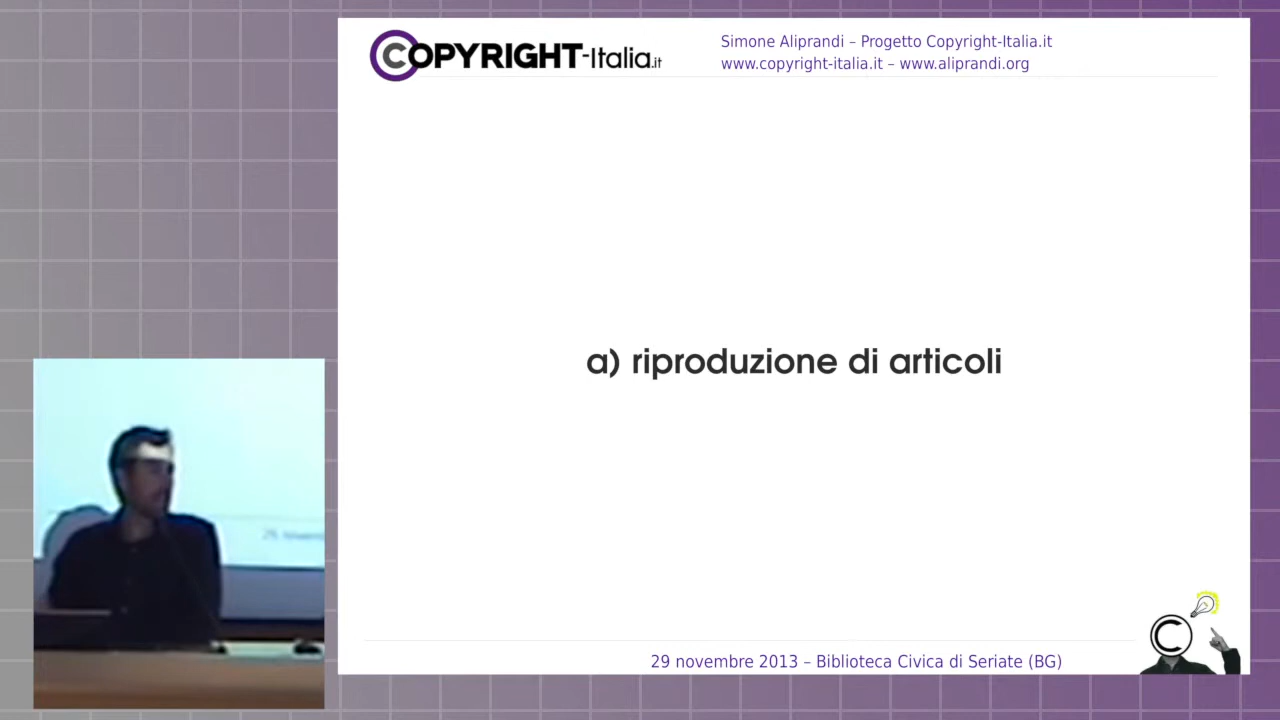 COPYRIGHT-Italia.it
Simone Aliprandi – Progetto Copyright-Italia.it
www.copyright-italia.it – www.aliprandi.org
a) riproduzione di articoli
29 novembre 2013 – Biblioteca Civica di Seriate (BG)
C